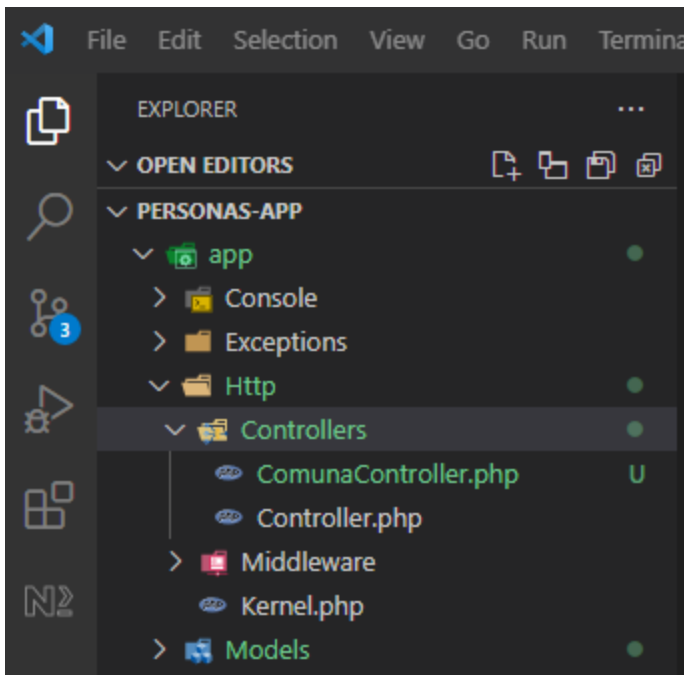 File Edit Selection View Go Run Termina
EXPLORER
OPEN EDITORS
PERSONAS-APP
app
Console
Exceptions
Http
3
Controllers
ComunaController.php U
Controller.php
Middleware
Kernel.php
Models